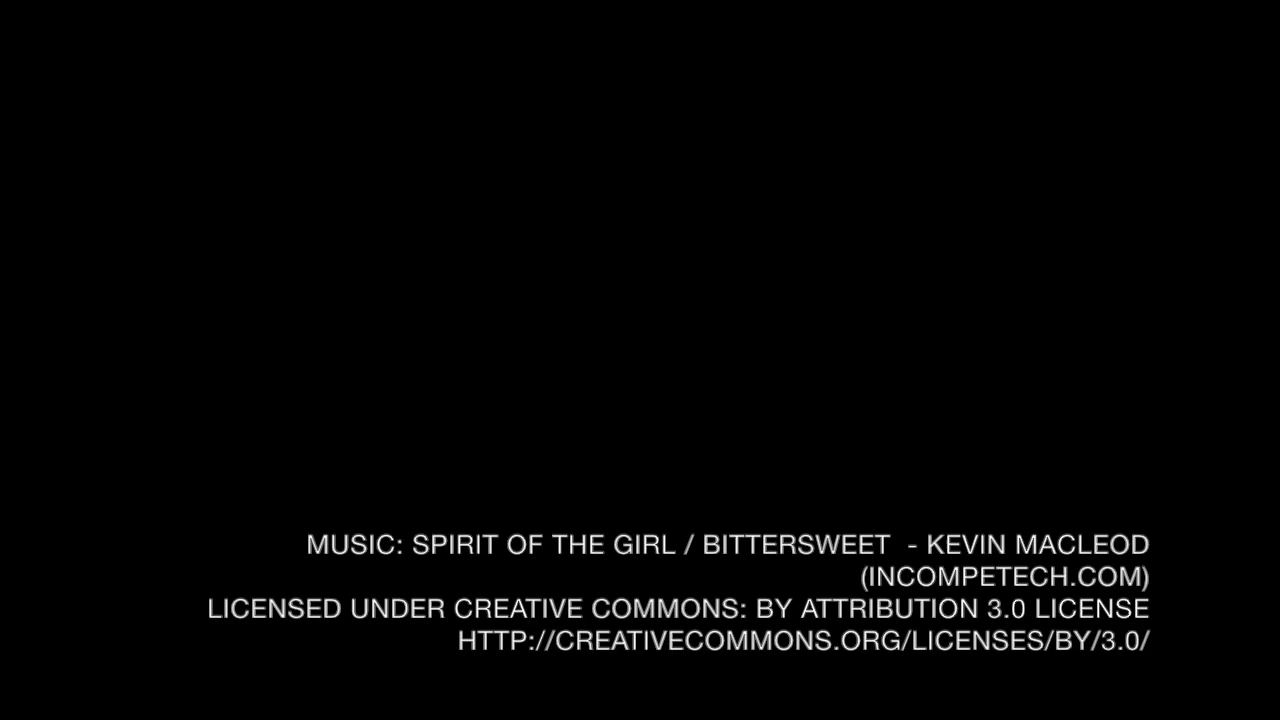 MUSIC: SPIRIT OF THE GIRL / BITTERSWEET  - KEVIN MACLEOD
(INCOMPETECH.COM)
LICENSED UNDER CREATIVE COMMONS: BY ATTRIBUTION 3.0 LICENSE
HTTP://CREATIVECOMMONS.ORG/LICENSES/BY/3.0/